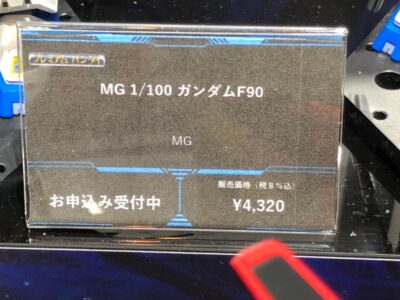 プレミアム バンダイ
MG 1/100 ガンダムF90
MG
お申込み受付中
販売価格（税8%込）
¥4,320